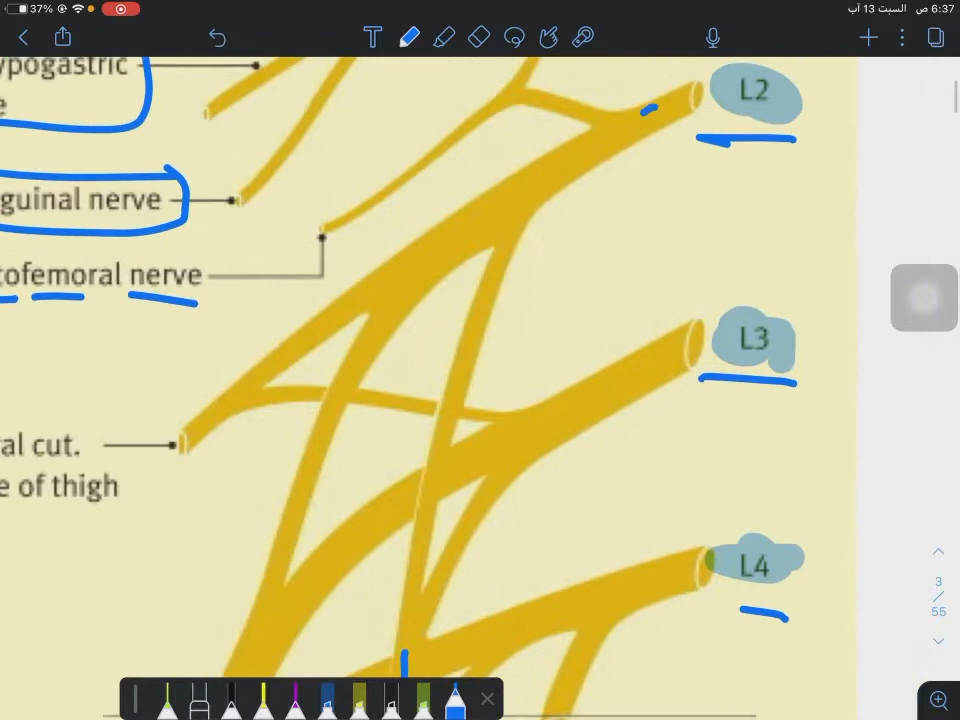 37%
السبت 13 آب 6:37 ص
ypogastric
e
L2
guinal nerve
tofemoral nerve
L3
al cut.
e of thigh
L4
3
/
55